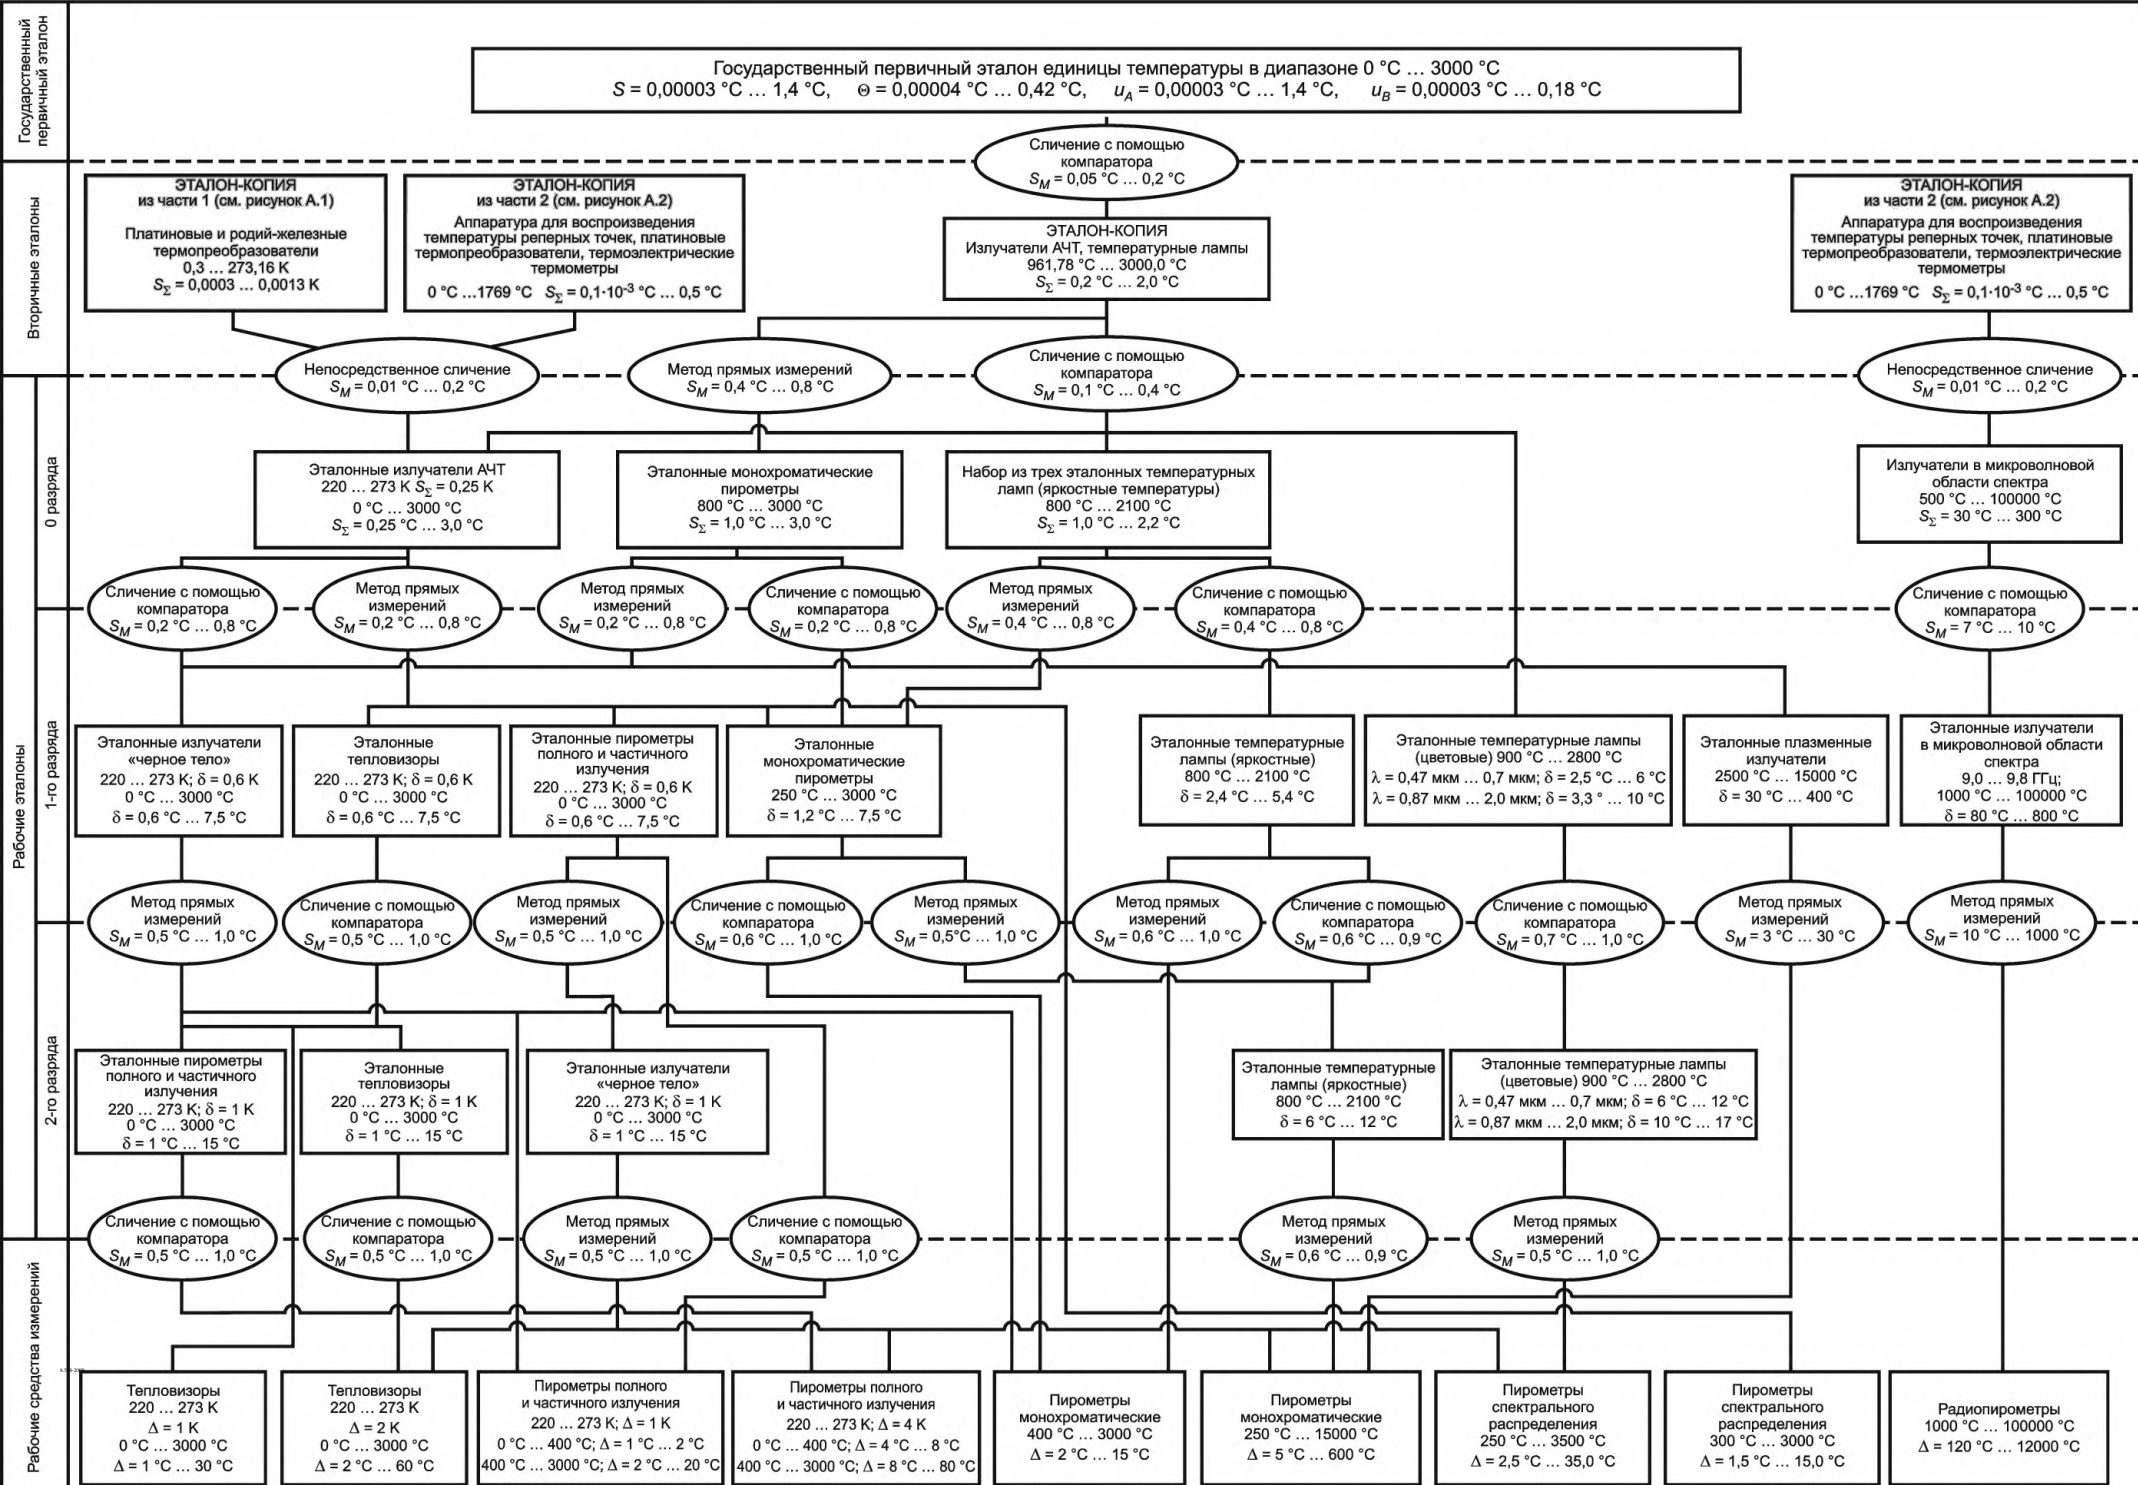 Государственный
первичный эталон
Государственный первичный эталон единицы температуры в диапазоне 0 °С … 3000 °С
S = 0,00003 °С … 1,4 °С, Θ = 0,00004 °С … 0,42 °С, uA = 0,00003 °С … 1,4 °С, uB = 0,00003 °С … 0,18 °С
Сличение с помощью
компаратора
SM = 0,05 °С … 0,2 °С
Вторичные эталоны
ЭТАЛОН-КОПИЯ
из части 1 (см. рисунок А.1)
Платиновые и родий-железные
термопреобразователи
0,3 … 273,16 К
SΣ = 0,0003 … 0,0013 К
ЭТАЛОН-КОПИЯ
из части 2 (см. рисунок А.2)
Аппаратура для воспроизведения
температуры реперных точек, платиновые
термопреобразователи, термоэлектрические
термометры
0 °С …1769 °С SΣ = 0,1·10⁻³ °С … 0,5 °С
ЭТАЛОН-КОПИЯ
Излучатели АЧТ, температурные лампы
961,78 °С … 3000,0 °С
SΣ = 0,2 °С … 2,0 °С
ЭТАЛОН-КОПИЯ
из части 2 (см. рисунок А.2)
Аппаратура для воспроизведения
температуры реперных точек, платиновые
термопреобразователи, термоэлектрические
термометры
0 °С …1769 °С SΣ = 0,1·10⁻³ °С … 0,5 °С
Непосредственное сличение
SM = 0,01 °С … 0,2 °С
Метод прямых измерений
SM = 0,4 °С … 0,8 °С
Сличение с помощью
компаратора
SM = 0,1 °С … 0,4 °С
Непосредственное сличение
SM = 0,01 °С … 0,2 °С
Рабочие эталоны
0 разряда
Эталонные излучатели АЧТ
220 … 273 К SΣ = 0,25 К
0 °С … 3000 °С
SΣ = 0,25 °С … 3,0 °С
Эталонные монохроматические
пирометры
800 °С … 3000 °С
SΣ = 1,0 °С … 3,0 °С
Набор из трех эталонных температурных
ламп (яркостные температуры)
800 °С … 2100 °С
SΣ = 1,0 °С … 2,2 °С
Излучатели в микроволновой
области спектра
500 °С … 100000 °С
SΣ = 30 °С … 300 °С
Сличение с помощью
компаратора
SM = 0,2 °С … 0,8 °С
Метод прямых
измерений
SM = 0,2 °С … 0,8 °С
Метод прямых
измерений
SM = 0,2 °С … 0,8 °С
Сличение с помощью
компаратора
SM = 0,2 °С … 0,8 °С
Метод прямых
измерений
SM = 0,4 °С … 0,8 °С
Сличение с помощью
компаратора
SM = 0,4 °С … 0,8 °С
Сличение с помощью
компаратора
SM = 7 °С … 10 °С
1-го разряда
Эталонные излучатели
«черное тело»
220 … 273 К; δ = 0,6 К
0 °С … 3000 °С
δ = 0,6 °С … 7,5 °С
Эталонные
тепловизоры
220 … 273 К; δ = 0,6 К
0 °С … 3000 °С
δ = 0,6 °С … 7,5 °С
Эталонные пирометры
полного и частичного
излучения
220 … 273 К; δ = 0,6 К
0 °С … 3000 °С
δ = 0,6 °С … 7,5 °С
Эталонные
монохроматические
пирометры
250 °С … 3000 °С
δ = 1,2 °С … 7,5 °С
Эталонные температурные
лампы (яркостные)
800 °С … 2100 °С
δ = 2,4 °С … 5,4 °С
Эталонные температурные лампы
(цветовые) 900 °С … 2800 °С
λ = 0,47 мкм … 0,7 мкм; δ = 2,5 °С … 6 °С
λ = 0,87 мкм … 2,0 мкм; δ = 3,3 ° … 10 °С
Эталонные плазменные
излучатели
2500 °С … 15000 °С
δ = 30 °С … 400 °С
Эталонные излучатели
в микроволновой области
спектра
9,0 … 9,8 ГГц;
1000 °С … 100000 °С
δ = 80 °С … 800 °С
Метод прямых
измерений
SM = 0,5 °С … 1,0 °С
Сличение с помощью
компаратора
SM = 0,5 °С … 1,0 °С
Метод прямых
измерений
SM = 0,5 °С … 1,0 °С
Сличение с помощью
компаратора
SM = 0,6 °С … 1,0 °С
Метод прямых
измерений
SM = 0,5°С … 1,0 °С
Метод прямых
измерений
SM = 0,6 °С … 1,0 °С
Сличение с помощью
компаратора
SM = 0,6 °С … 0,9 °С
Сличение с помощью
компаратора
SM = 0,7 °С … 1,0 °С
Метод прямых
измерений
SM = 3 °С … 30 °С
Метод прямых
измерений
SM = 10 °С … 1000 °С
2-го разряда
Эталонные пирометры
полного и частичного
излучения
220 … 273 К; δ = 1 К
0 °С … 3000 °С
δ = 1 °С … 15 °С
Эталонные
тепловизоры
220 … 273 К; δ = 1 К
0 °С … 3000 °С
δ = 1 °С … 15 °С
Эталонные излучатели
«черное тело»
220 … 273 К; δ = 1 К
0 °С … 3000 °С
δ = 1 °С … 15 °С
Эталонные температурные
лампы (яркостные)
800 °С … 2100 °С
δ = 6 °С … 12 °С
Эталонные температурные лампы
(цветовые) 900 °С … 2800 °С
λ = 0,47 мкм … 0,7 мкм; δ = 6 °С … 12 °С
λ = 0,87 мкм … 2,0 мкм; δ = 10 °С … 17 °С
Сличение с помощью
компаратора
SM = 0,5 °С … 1,0 °С
Сличение с помощью
компаратора
SM = 0,5 °С … 1,0 °С
Метод прямых
измерений
SM = 0,5 °С … 1,0 °С
Сличение с помощью
компаратора
SM = 0,5 °С … 1,0 °С
Метод прямых
измерений
SM = 0,6 °С … 0,9 °С
Метод прямых
измерений
SM = 0,5 °С … 1,0 °С
Рабочие средства измерений
Тепловизоры
220 … 273 К
Δ = 1 К
0 °С … 3000 °С
Δ = 1 °С … 30 °С
Тепловизоры
220 … 273 К
Δ = 2 К
0 °С … 3000 °С
Δ = 2 °С … 60 °С
Пирометры полного
и частичного излучения
220 … 273 К; Δ = 1 К
0 °С … 400 °С; Δ = 1 °С … 2 °С
400 °С … 3000 °С; Δ = 2 °С … 20 °С
Пирометры полного
и частичного излучения
220 … 273 К; Δ = 4 К
0 °С … 400 °С; Δ = 4 °С … 8 °С
400 °С … 3000 °С; Δ = 8 °С … 80 °С
Пирометры
монохроматические
400 °С … 3000 °С
Δ = 2 °С … 15 °С
Пирометры
монохроматические
250 °С … 15000 °С
Δ = 5 °С … 600 °С
Пирометры
спектрального
распределения
250 °С … 3500 °С
Δ = 2,5 °С … 35,0 °С
Пирометры
спектрального
распределения
300 °С … 3000 °С
Δ = 1,5 °С … 15,0 °С
Радиопирометры
1000 °С … 100000 °С
Δ = 120 °С … 12000 °С